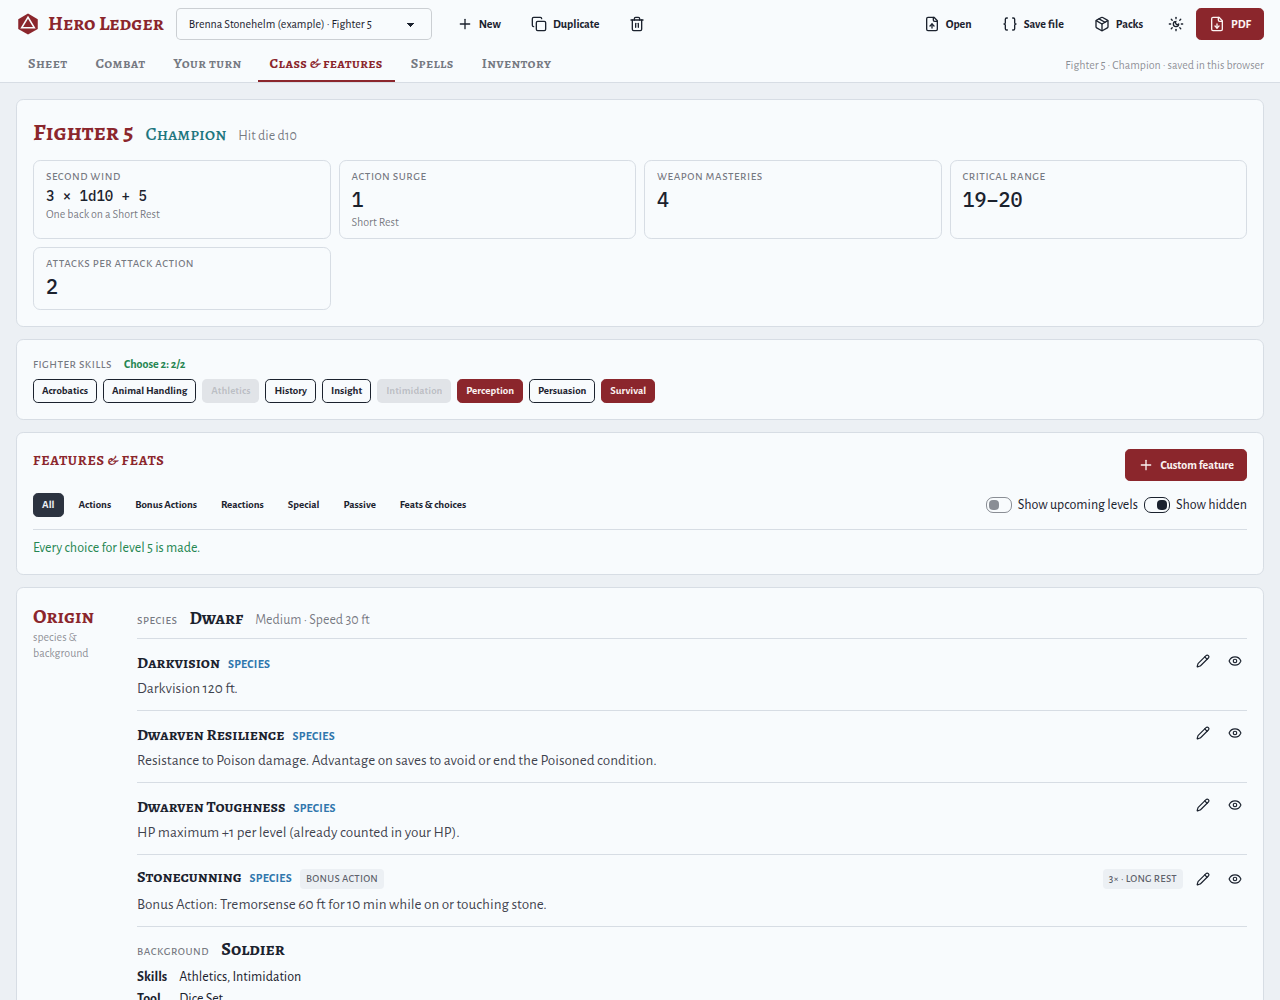 Hero Ledger
Brenna Stonehelm (example) · Fighter 5
New
Duplicate
Open
Save file
Packs
PDF
Sheet
Combat
Your turn
Class & features
Spells
Inventory
Fighter 5 · Champion · saved in this browser
Fighter 5 Champion Hit die d10
SECOND WIND
3 × 1d10 + 5
One back on a Short Rest
ACTION SURGE
1
Short Rest
WEAPON MASTERIES
4
CRITICAL RANGE
19–20
ATTACKS PER ATTACK ACTION
2
FIGHTER SKILLS Choose 2: 2/2
Acrobatics
Animal Handling
Athletics
History
Insight
Intimidation
Perception
Persuasion
Survival
Features & Feats
Custom feature
All
Actions
Bonus Actions
Reactions
Special
Passive
Feats & choices
Show upcoming levels
Show hidden
Every choice for level 5 is made.
Origin
species &
background
SPECIES Dwarf Medium · Speed 30 ft
Darkvision SPECIES
Darkvision 120 ft.
Dwarven Resilience SPECIES
Resistance to Poison damage. Advantage on saves to avoid or end the Poisoned condition.
Dwarven Toughness SPECIES
HP maximum +1 per level (already counted in your HP).
Stonecunning SPECIES BONUS ACTION
3× · LONG REST
Bonus Action: Tremorsense 60 ft for 10 min while on or touching stone.
BACKGROUND Soldier
Skills Athletics, Intimidation
Tool Dice Set